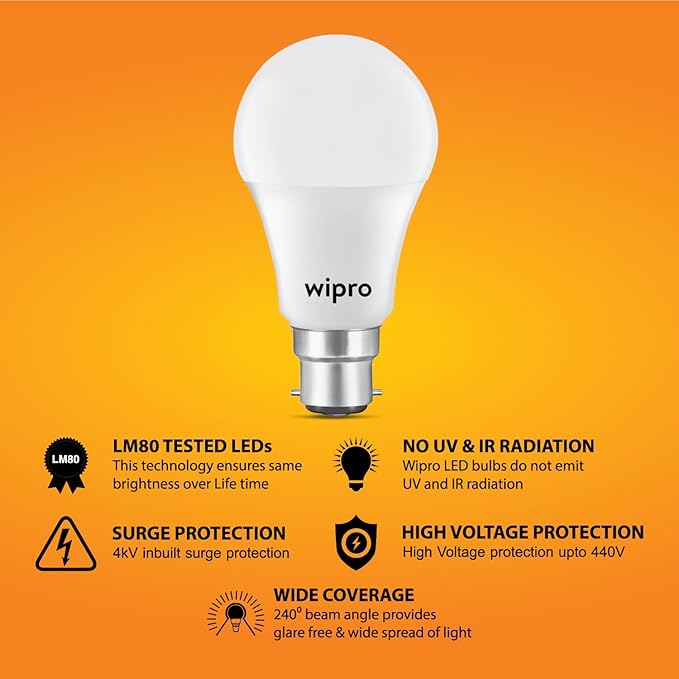 wipro
LM80
LM80 TESTED LEDs
This technology ensures same
brightness over Life time
NO UV & IR RADIATION
Wipro LED bulbs do not emit
UV and IR radiation
SURGE PROTECTION
4kV inbuilt surge protection
HIGH VOLTAGE PROTECTION
High Voltage protection upto 440V
WIDE COVERAGE
240⁰ beam angle provides
glare free & wide spread of light